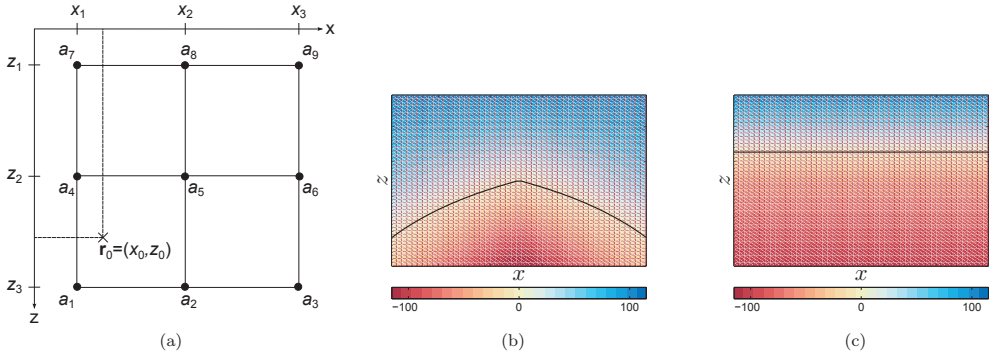 x₁ x₂ x₃
x
a₇ a₈ a₉
z₁
z₂
a₄ a₅ a₆
r₀=(x₀,z₀)
z₃
a₁ a₂ a₃
z
(a)
z
x
−100 0 100
(b)
z
x
−100 0 100
(c)